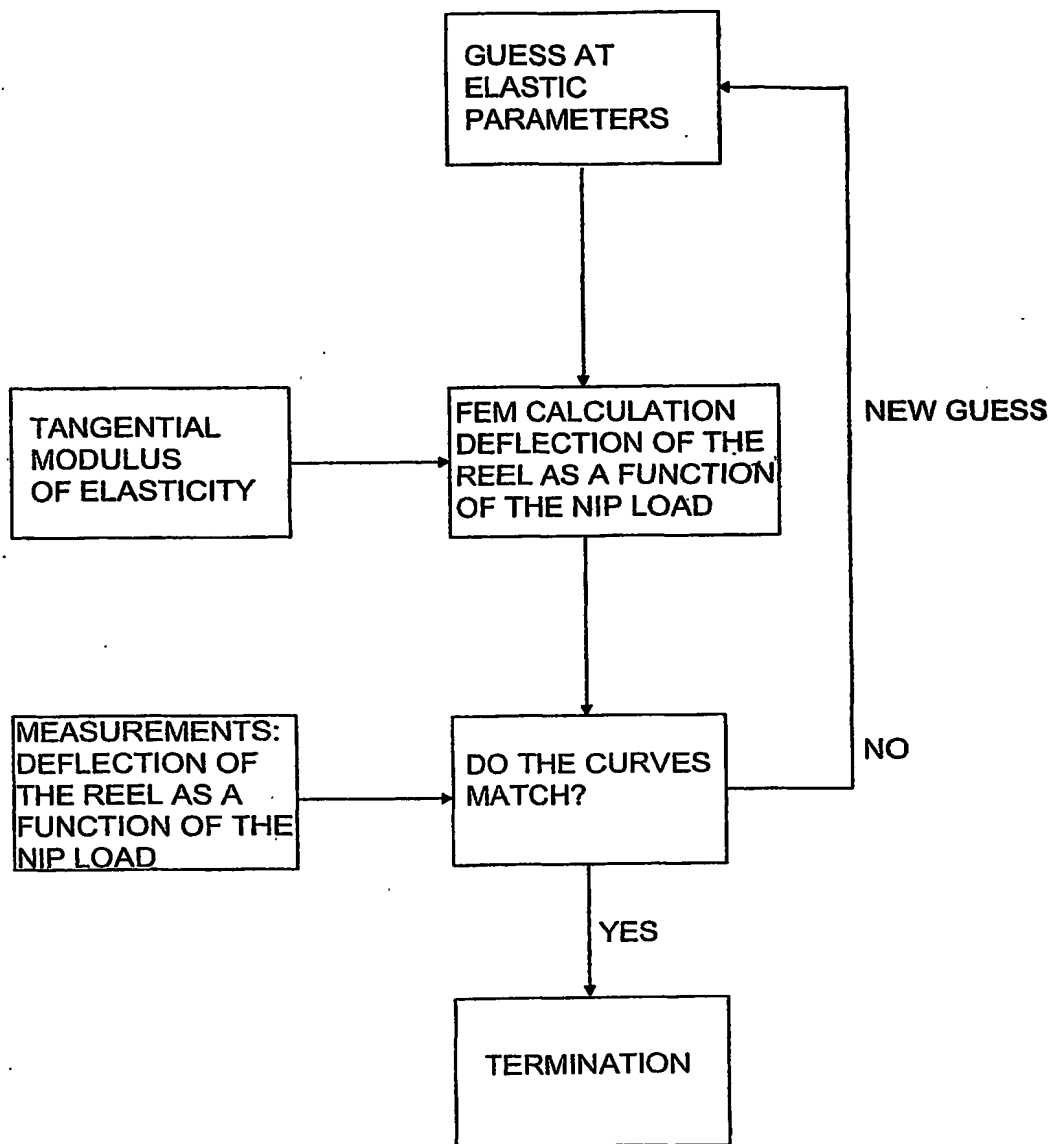 GUESS AT
ELASTIC
PARAMETERS
TANGENTIAL
MODULUS
OF ELASTICITY
FEM CALCULATION
DEFLECTION OF THE
REEL AS A FUNCTION
OF THE NIP LOAD
NEW GUESS
MEASUREMENTS:
DEFLECTION OF
THE REEL AS A
FUNCTION OF THE
NIP LOAD
DO THE CURVES
MATCH?
NO
YES
TERMINATION